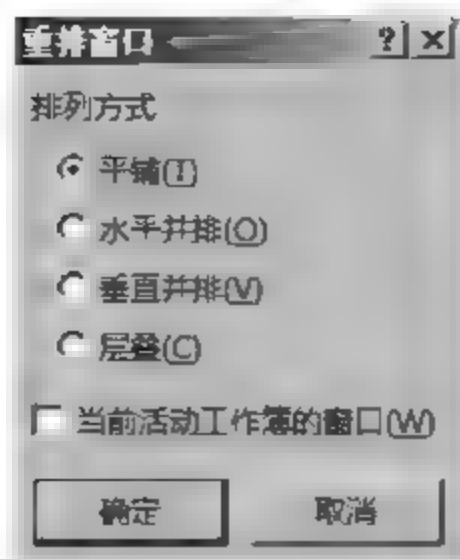 重排窗口
排列方式
平铺(T)
水平并排(O)
垂直并排(V)
层叠(C)
当前活动工作簿的窗口(W)
确定 取消